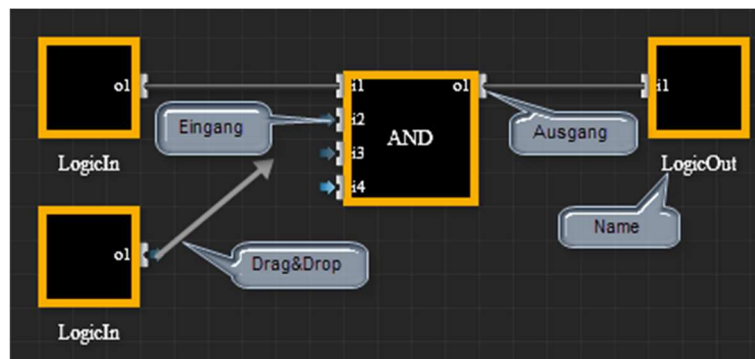 o1
i1
o1
i1
Eingang
i2
AND
Ausgang
i3
LogicIn
LogicOut
i4
Name
o1
Drag&Drop
LogicIn